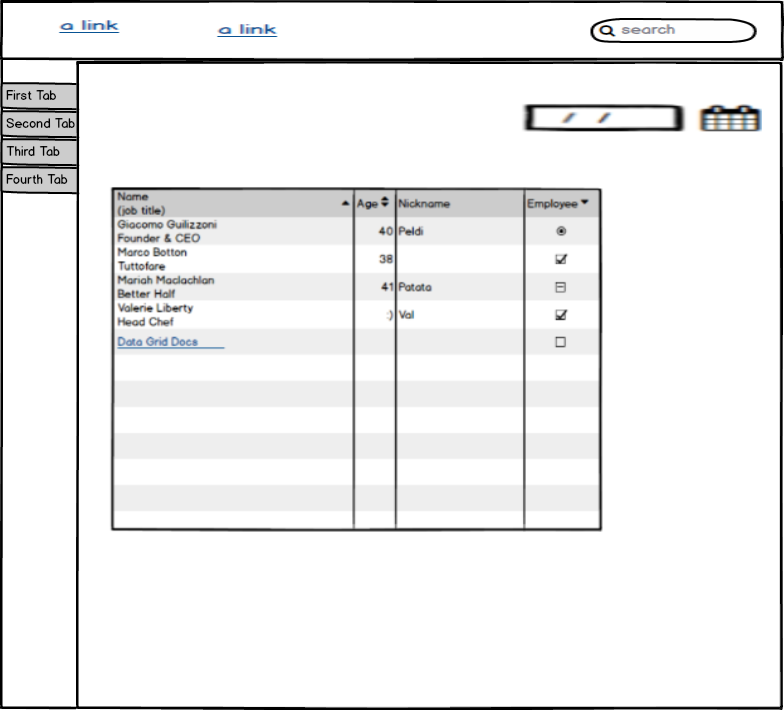 a link
a link
search
First Tab
Second Tab
Third Tab
Fourth Tab
/ /
Name
(job title)
Age
Nickname
Employee
Giacomo Guilizzoni
Founder & CEO
40
Peldi
Marco Botton
Tuttofare
38
Mariah Maclachlan
Better Half
41
Patata
Valerie Liberty
Head Chef
:)
Val
Data Grid Docs